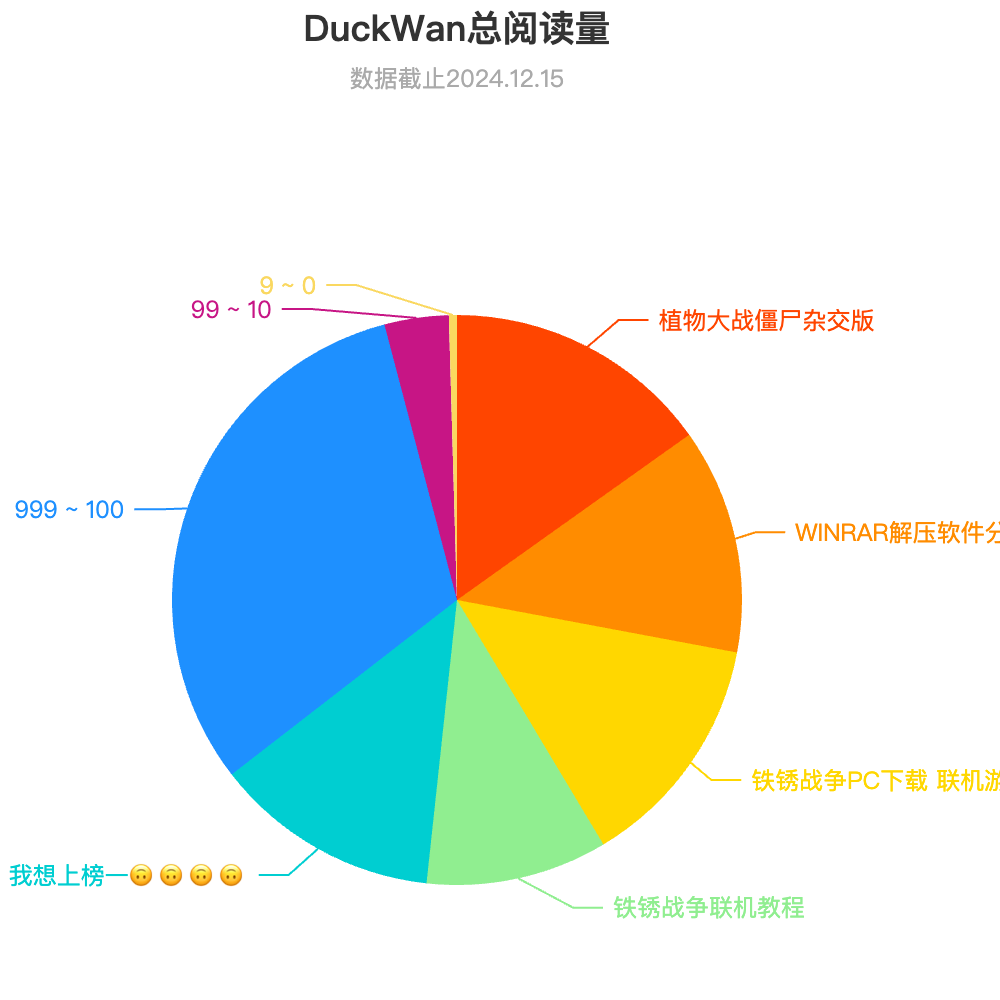 DuckWan总阅读量
数据截止2024.12.15
9 ~ 0
99 ~ 10
植物大战僵尸杂交版
999 ~ 100
WINRAR解压软件分
铁锈战争PC下载 联机游
我想上榜—🙃🙃🙃🙃
铁锈战争联机教程